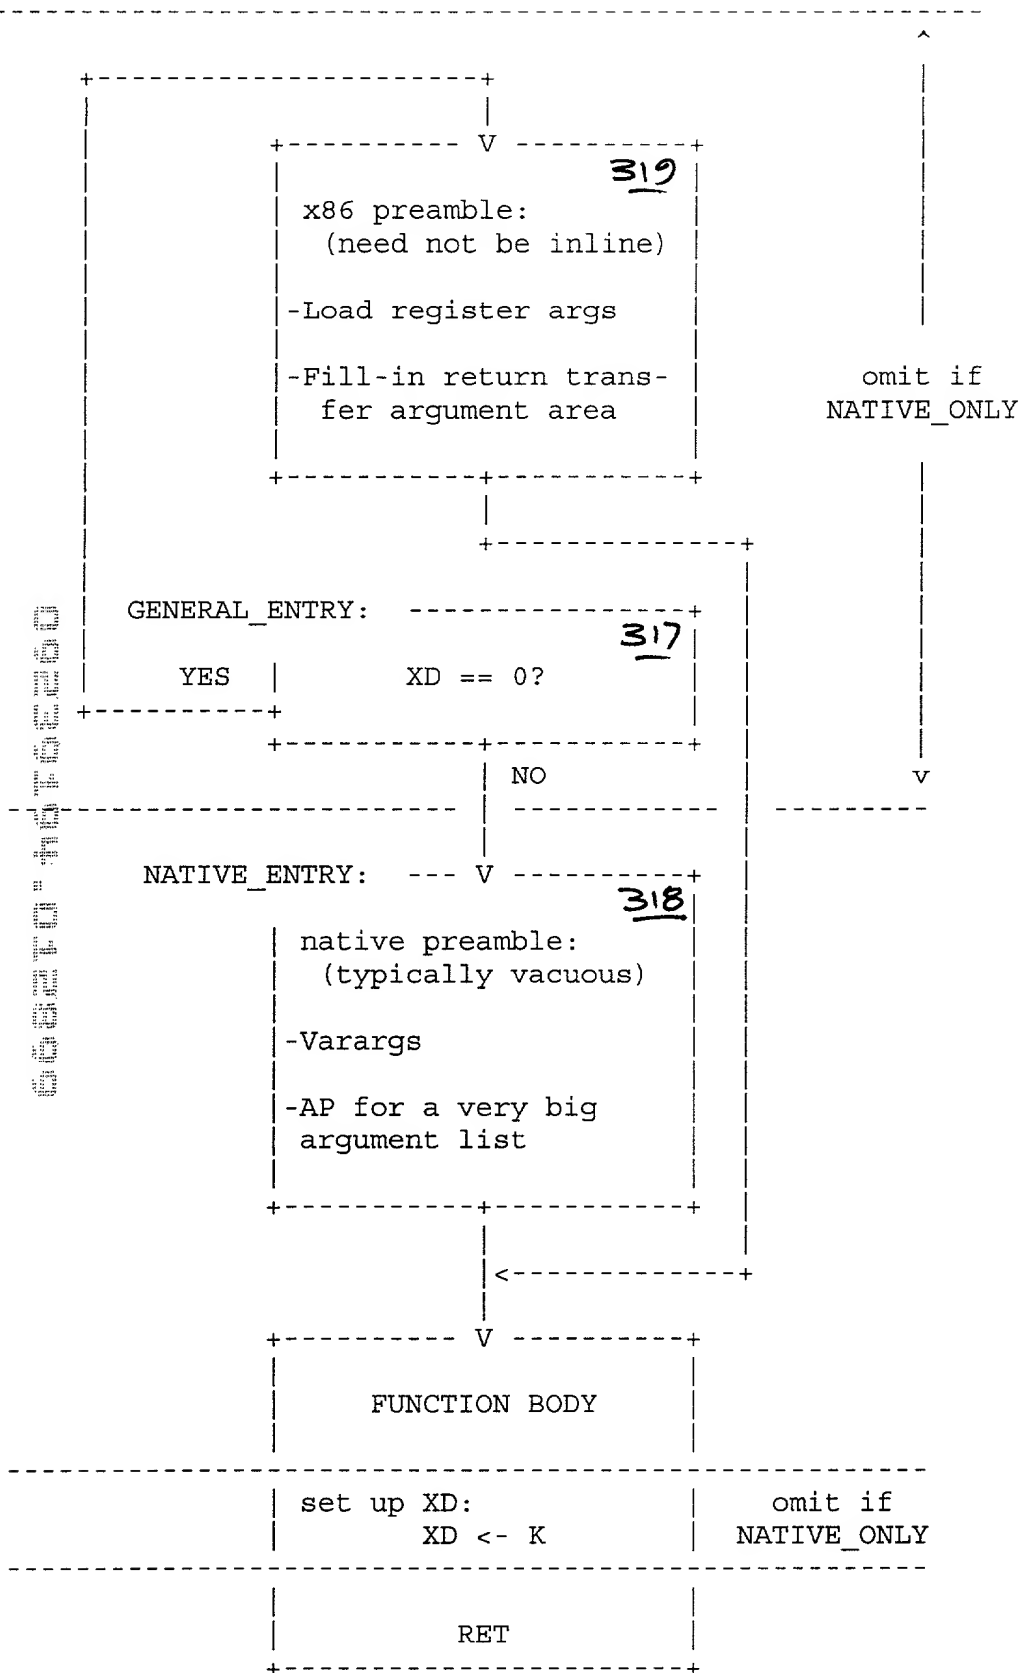 319
x86 preamble:
(need not be inline)
-Load register args
-Fill-in return trans-
fer argument area
omit if
NATIVE_ONLY
GENERAL_ENTRY:
317
YES
XD == 0?
NO
NATIVE_ENTRY:
318
native preamble:
(typically vacuous)
-Varargs
-AP for a very big
argument list
FUNCTION BODY
set up XD:
XD <- K
omit if
NATIVE_ONLY
RET